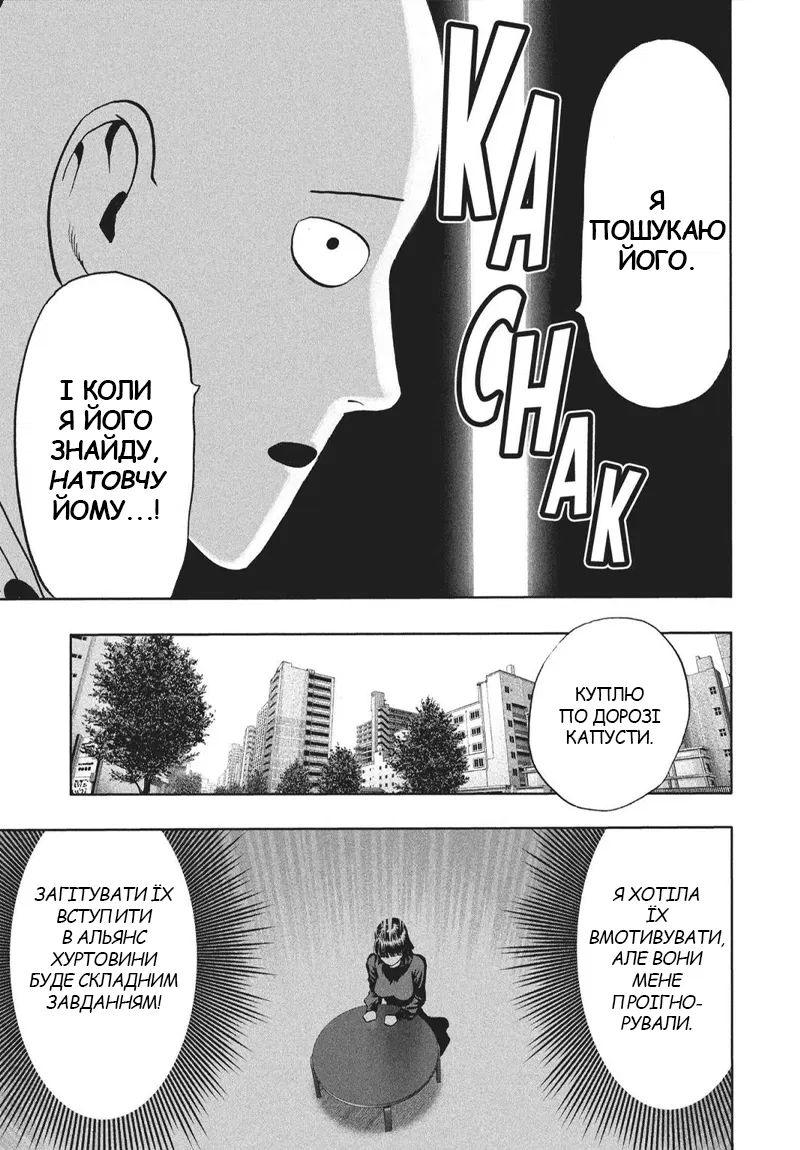 Я
ПОШУКАЮ
ЙОГО.
KA
CHAK
І КОЛИ
Я ЙОГО
ЗНАЙДУ,
НАТОВЧУ
ЙОМУ...!
КУПЛЮ
ПО ДОРОЗІ
КАПУСТИ.
Я ХОТІЛА
ЇХ
ВМОТИВУВАТИ,
АЛЕ ВОНИ
МЕНЕ
ПРОІГНО-
РУВАЛИ.
ЗАГІТУВАТИ ЇХ
ВСТУПИТИ
В АЛЬЯНС
ХУРТОВИНИ
БУДЕ СКЛАДНИМ
ЗАВДАННЯМ!